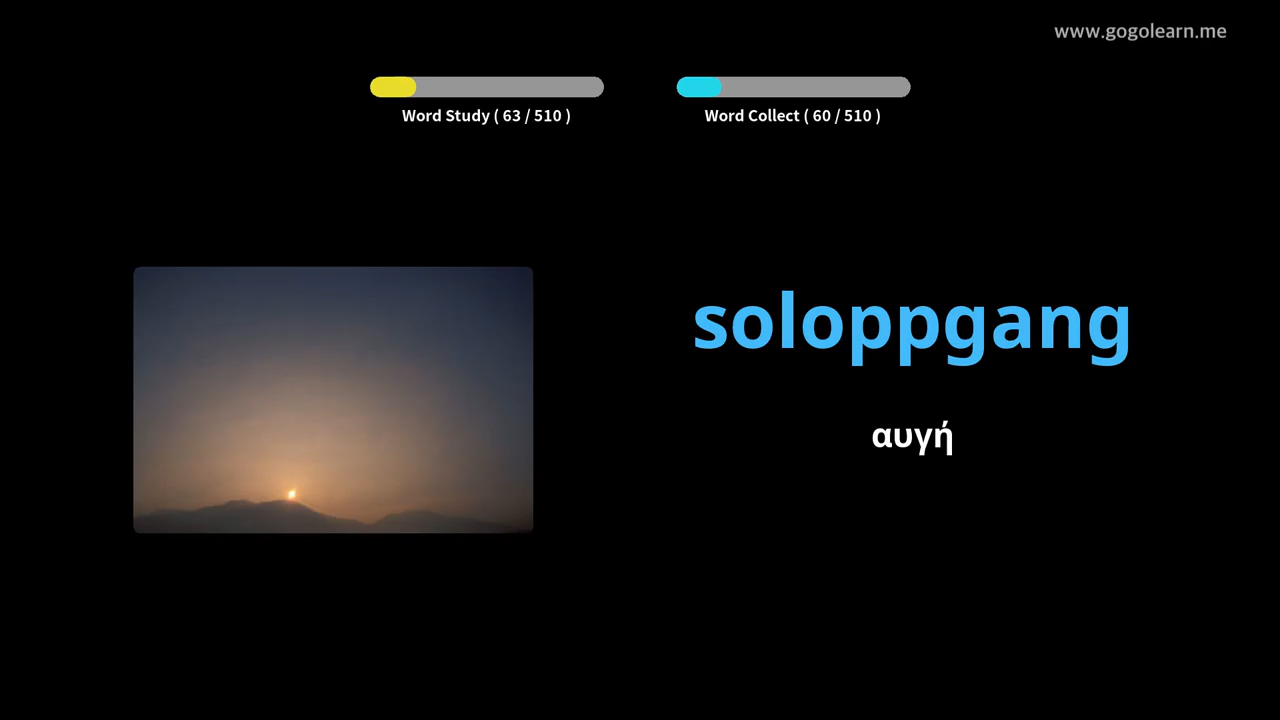 www.gogolearn.me
Word Study ( 63 / 510 )
Word Collect ( 60 / 510 )
soloppgang
αυγή